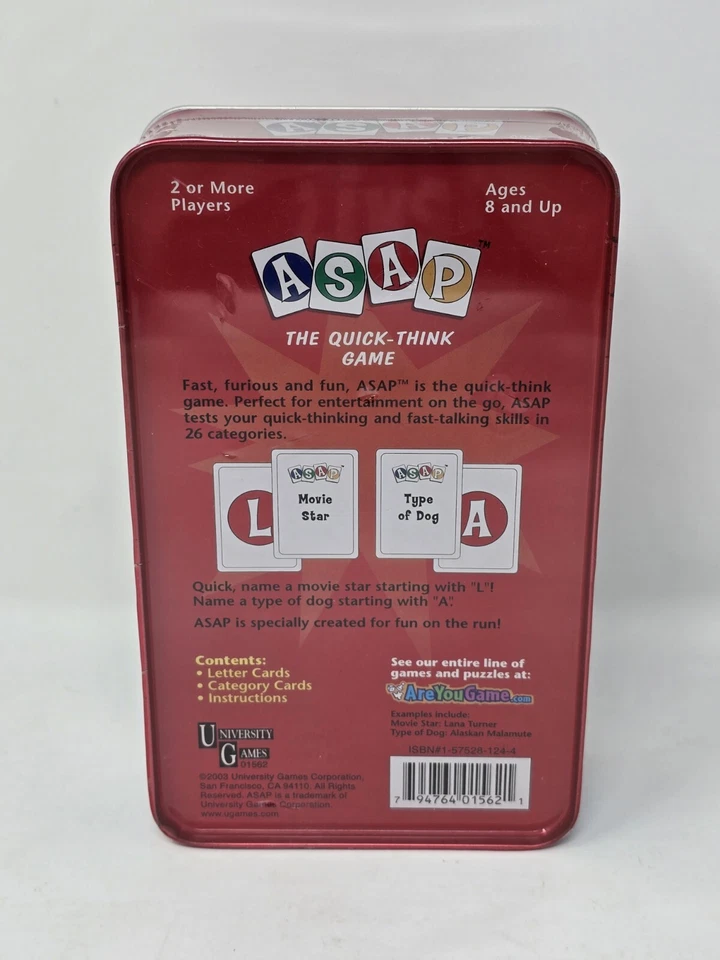 ASAP
2 or More
Players
Ages
8 and Up
ASAP™
THE QUICK-THINK
GAME
Fast, furious and fun, ASAP™ is the quick-think
game. Perfect for entertainment on the go, ASAP
tests your quick-thinking and fast-talking skills in
26 categories.
L
ASAP™
Movie
Star
ASAP™
Type
of Dog
A
Quick, name a movie star starting with "L"!
Name a type of dog starting with "A".
ASAP is specially created for fun on the run!
Contents:
• Letter Cards
• Category Cards
• Instructions
See our entire line of
games and puzzles at:
AreYouGame.com
Examples include:
Movie Star: Lana Turner
Type of Dog: Alaskan Malamute
UNIVERSITY
GAMES
01562
ISBN#1-57528-124-4
©2003 University Games Corporation,
San Francisco, CA 94110. All Rights
Reserved. ASAP is a trademark of
University Games Corporation.
www.ugames.com
7 94764 01562 1